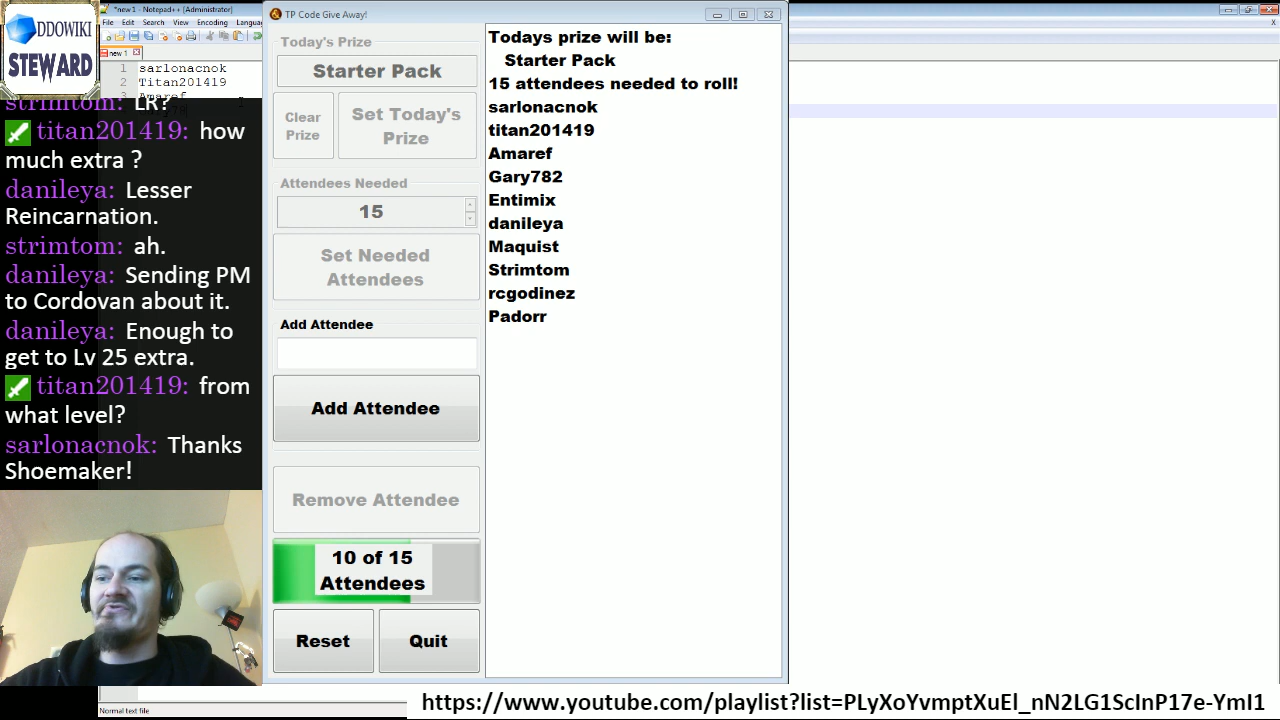 *new 1 - Notepad++ (Administrator)
File Edit Search View Encoding
new 1
1 sarlonacnok
2 Titan201419
3 Amaref
DDOWIKI
STEWARD
strimtom: LR?
titan201419: how
much extra ?
danileya: Lesser
Reincarnation.
strimtom: ah.
danileya: Sending PM
to Cordovan about it.
danileya: Enough to
get to Lv 25 extra.
titan201419: from
what level?
sarlonacnok: Thanks
Shoemaker!
TP Code Give Away!
Today's Prize
Starter Pack
Clear
Prize
Set Today's
Prize
Attendees Needed
15
Set Needed
Attendees
Add Attendee
Add Attendee
Remove Attendee
10 of 15
Attendees
Reset
Quit
Todays prize will be:
Starter Pack
15 attendees needed to roll!
sarlonacnok
titan201419
Amaref
Gary782
Entimix
danileya
Maquist
Strimtom
rcgodinez
Padorr
Normal text file
https://www.youtube.com/playlist?list=PLyXoYvmptXuEl_nN2LG1ScInP17e-YmI1